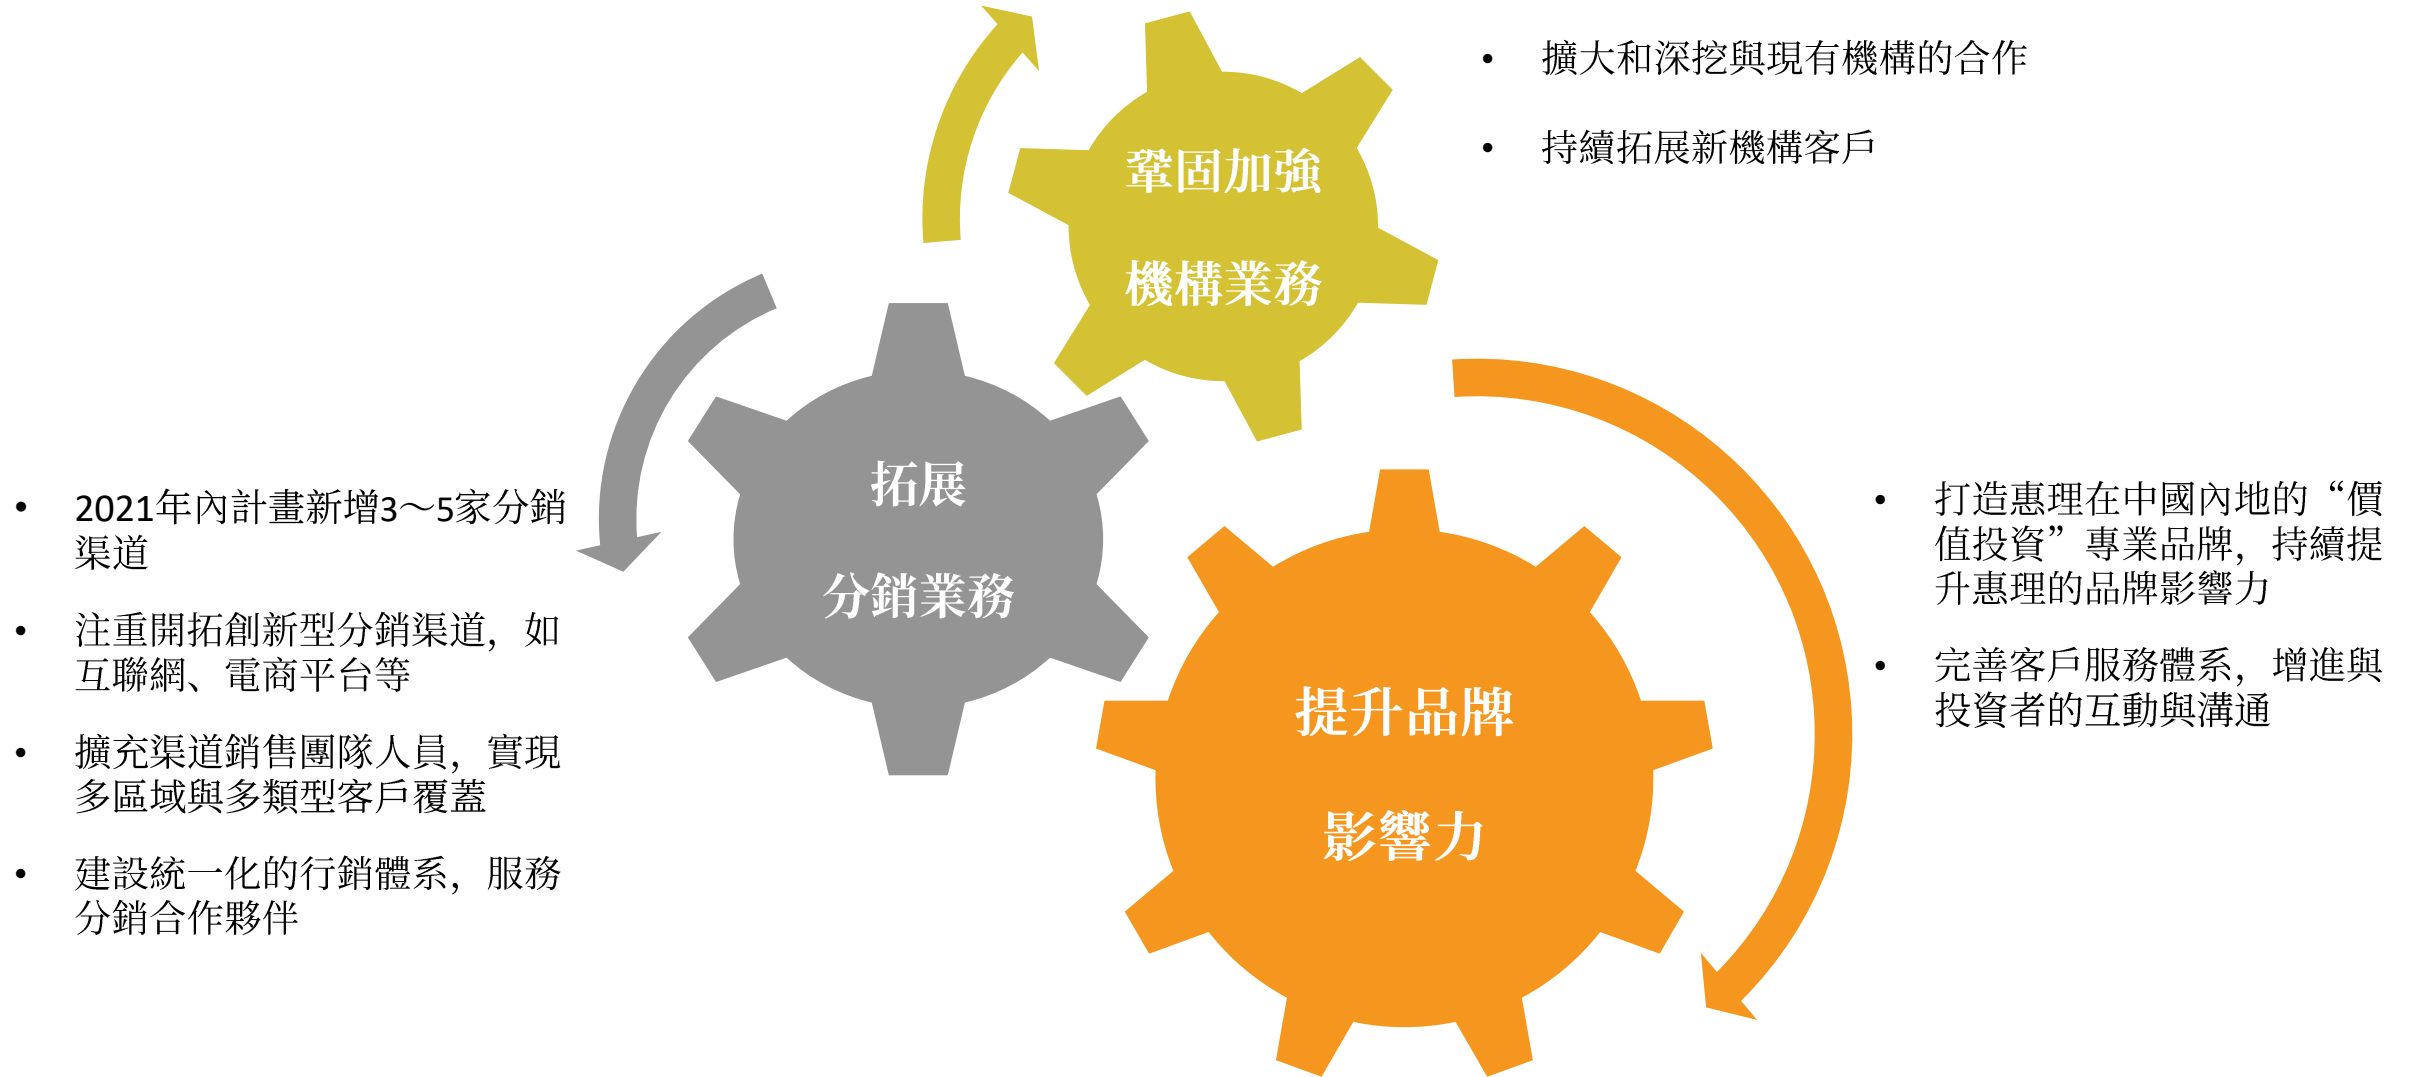 鞏固加強
機構業務
• 擴大和深挖與現有機構的合作
• 持續拓展新機構客戶
拓展
分銷業務
• 2021年內計畫新增3～5家分銷
渠道
• 注重開拓創新型分銷渠道，如
互聯網、電商平台等
• 擴充渠道銷售團隊人員，實現
多區域與多類型客戶覆蓋
• 建設統一化的行銷體系，服務
分銷合作夥伴
提升品牌
影響力
• 打造惠理在中國內地的“價
值投資”專業品牌，持續提
升惠理的品牌影響力
• 完善客戶服務體系，增進與
投資者的互動與溝通